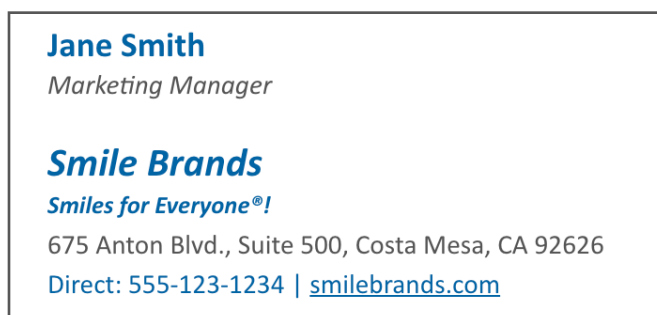 Jane Smith
Marketing Manager
Smile Brands
Smiles for Everyone®!
675 Anton Blvd., Suite 500, Costa Mesa, CA 92626
Direct: 555-123-1234 | smilebrands.com